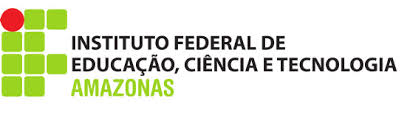 INSTITUTO FEDERAL DE
EDUCAÇÃO, CIÊNCIA E TECNOLOGIA
AMAZONAS